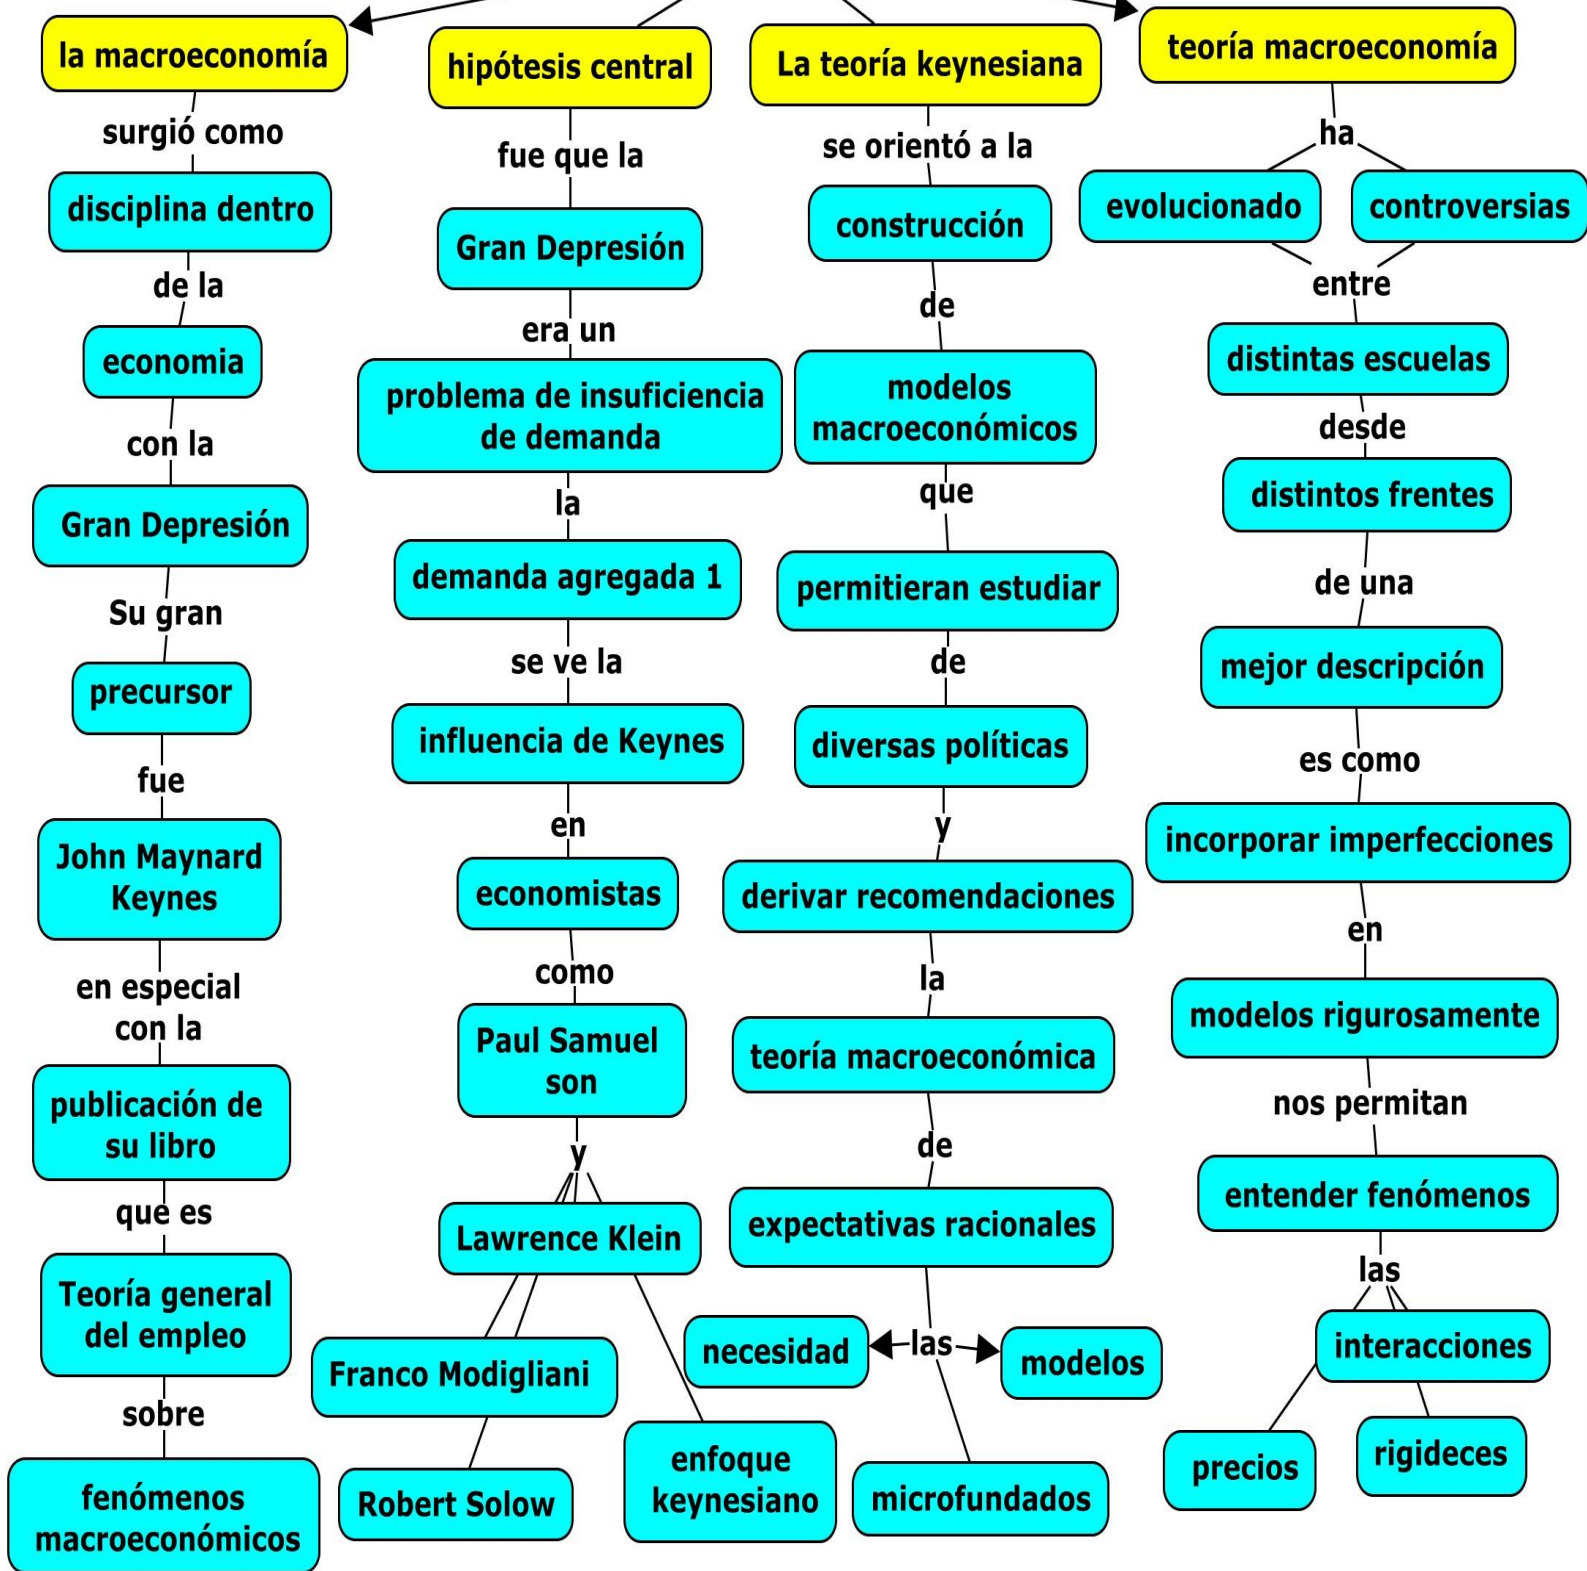 la macroeconomía
surgió como
disciplina dentro
de la
economia
con la
Gran Depresión
Su gran
precursor
fue
John Maynard
Keynes
en especial
con la
publicación de
su libro
que es
Teoría general
del empleo
sobre
fenómenos
macroeconómicos
hipótesis central
fue que la
Gran Depresión
era un
problema de insuficiencia
de demanda
la
demanda agregada 1
se ve la
influencia de Keynes
en
economistas
como
Paul Samuel
son
y
Lawrence Klein
Franco Modigliani
Robert Solow
enfoque
keynesiano
La teoría keynesiana
se orientó a la
construcción
de
modelos
macroeconómicos
que
permitieran estudiar
de
diversas políticas
y
derivar recomendaciones
la
teoría macroeconómica
de
expectativas racionales
las
necesidad
modelos
microfundados
teoría macroeconomía
ha
evolucionado
controversias
entre
distintas escuelas
desde
distintos frentes
de una
mejor descripción
es como
incorporar imperfecciones
en
modelos rigurosamente
nos permitan
entender fenómenos
las
interacciones
precios
rigideces